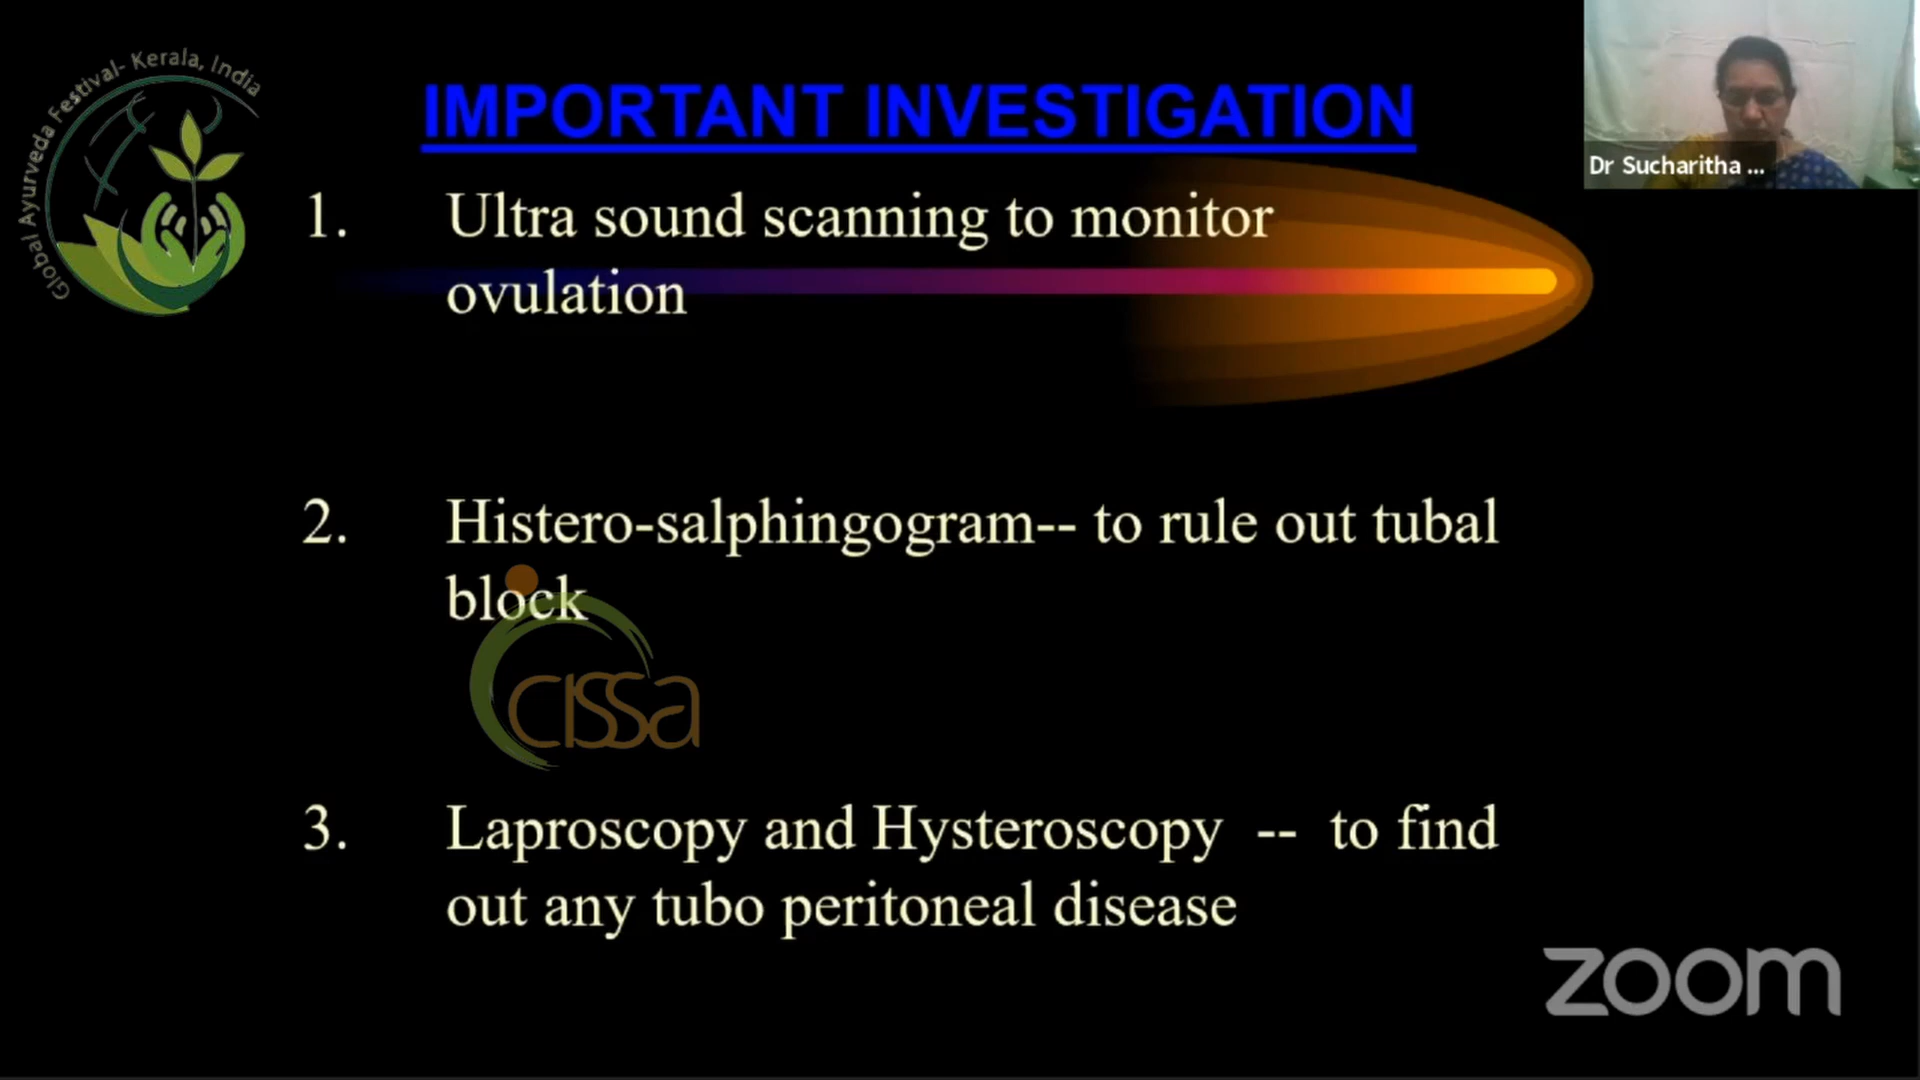 Global Ayurveda Festival- Kerala, India
IMPORTANT INVESTIGATION
Dr Sucharitha ...
1. Ultra sound scanning to monitor
ovulation
2. Histero-salphingogram-- to rule out tubal
block
cissa
3. Laproscopy and Hysteroscopy -- to find
out any tubo peritoneal disease
zoom